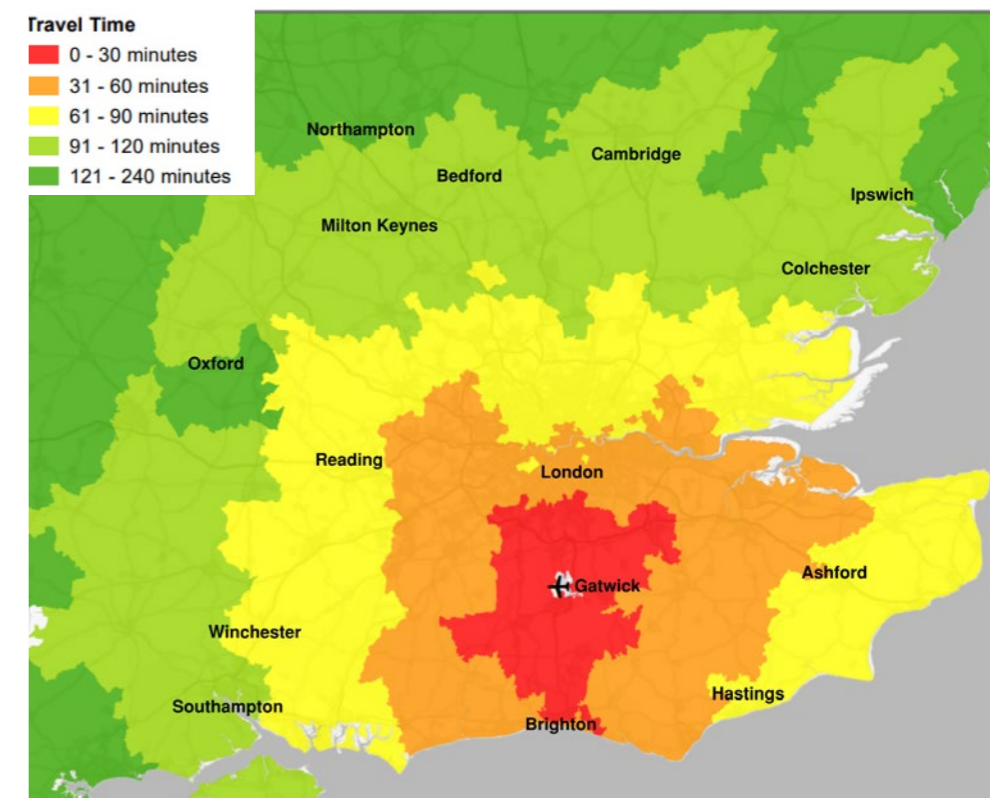 Travel Time
0 - 30 minutes
31 - 60 minutes
61 - 90 minutes
91 - 120 minutes
121 - 240 minutes
Northampton
Cambridge
Bedford
Ipswich
Milton Keynes
Colchester
Oxford
Reading
London
Ashford
Gatwick
Winchester
Hastings
Southampton
Brighton